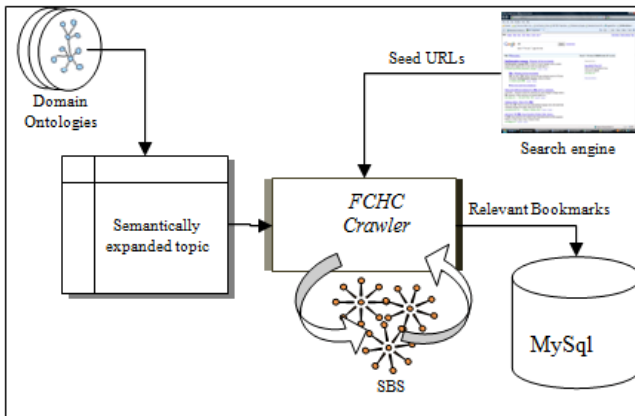 Seed URLs
Domain
Ontologies
Search engine
Semantically
expanded topic
FCHC
Crawler
Relevant Bookmarks
MySql
SBS